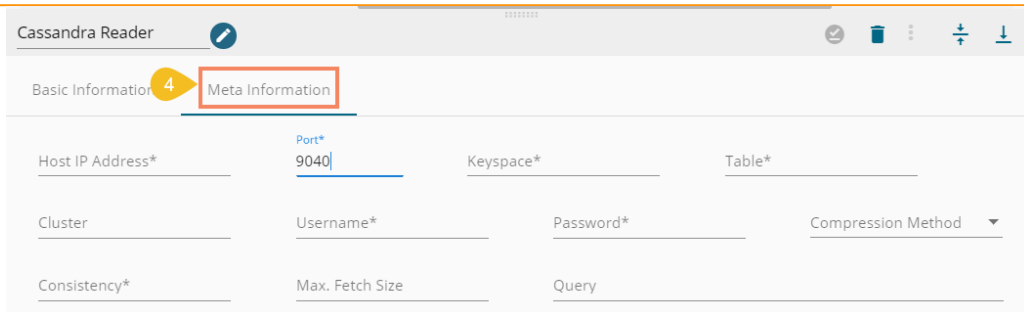 Cassandra Reader
Basic Information
4
Meta Information
Host IP Address*
Port*
9040
Keyspace*
Table*
Cluster
Username*
Password*
Compression Method
Consistency*
Max. Fetch Size
Query